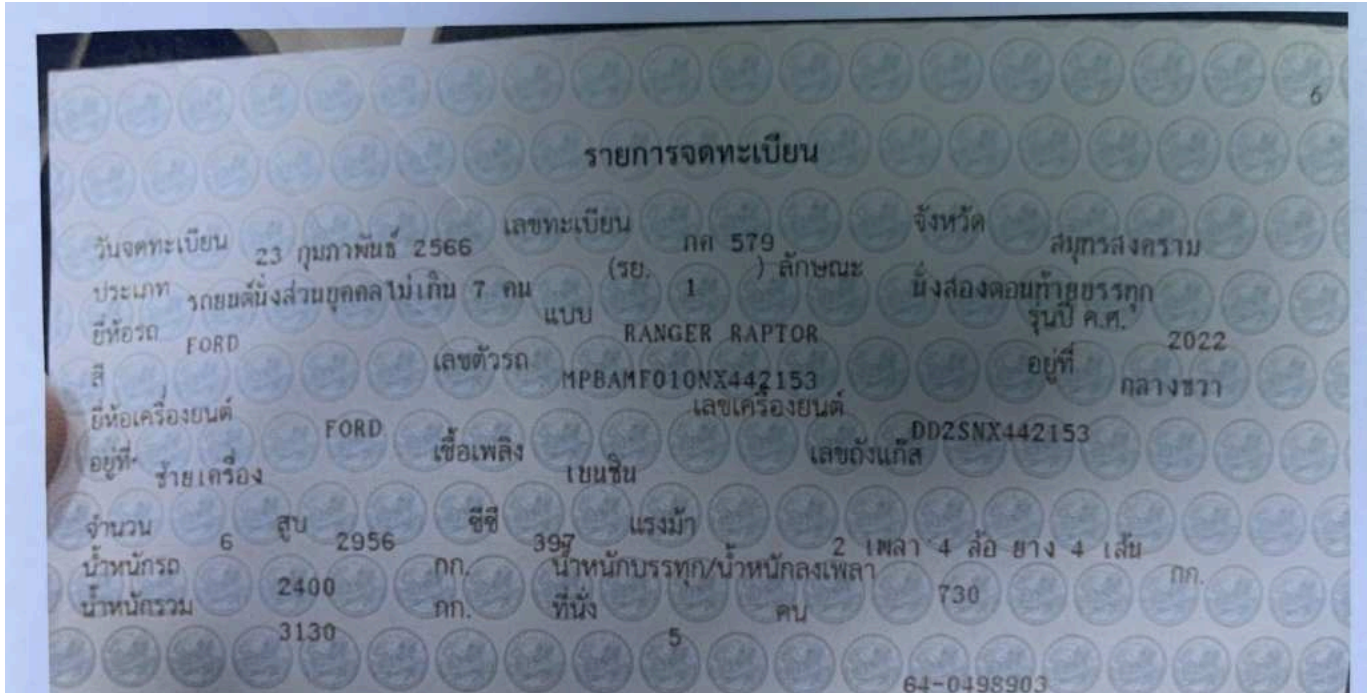 6
รายการจดทะเบียน
วันจดทะเบียน 23 กุมภาพันธ์ 2566 เลขทะเบียน กต 579 จังหวัด สมุทรสงคราม
ประเภท รถยนต์นั่งส่วนบุคคลไม่เกิน 7 คน (รย. 1 ) ลักษณะ นั่งสองตอนท้ายบรรทุก
ยี่ห้อรถ FORD แบบ RANGER RAPTOR รุ่นปี ค.ศ. 2022
สี เลขตัวรถ MPBAMF010NX442153 อยู่ที่ กลางขวา
ยี่ห้อเครื่องยนต์ FORD เลขเครื่องยนต์ DD2SNX442153
อยู่ที่ ซ้ายเครื่อง เชื้อเพลิง เบนซิน เลขถังแก๊ส
จำนวน 6 สูบ 2956 ซีซี 397 แรงม้า 2 เพลา 4 ล้อ ยาง 4 เส้น
น้ำหนักรถ 2400 กก. น้ำหนักบรรทุก/น้ำหนักลงเพลา 730 กก.
น้ำหนักรวม 3130 กก. ที่นั่ง 5 คน
64-0498903